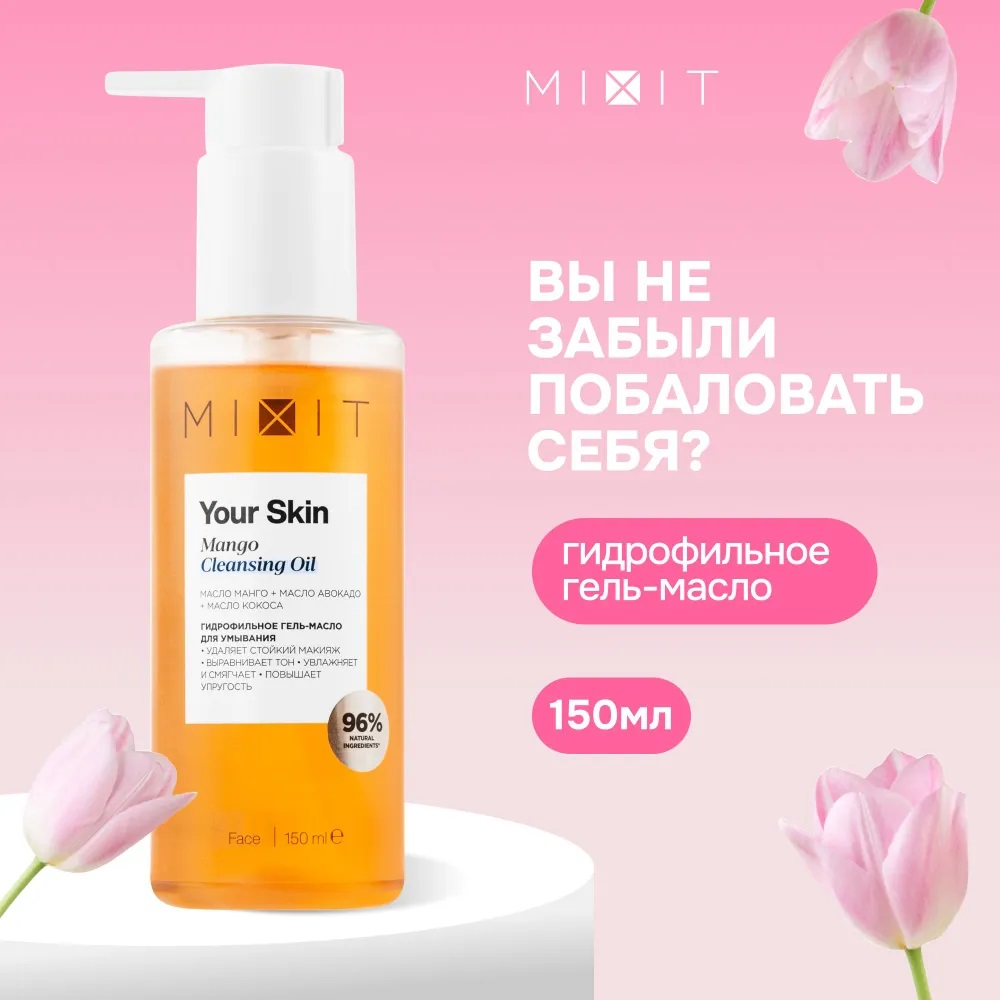 MIXIT
ВЫ НЕ
ЗАБЫЛИ
ПОБАЛОВАТЬ
СЕБЯ?
гидрофильное
гель-масло
150мл
MIXIT
Your Skin
Mango
Cleansing Oil
МАСЛО МАНГО + МАСЛО АВОКАДО
+ МАСЛО КОКОСА
ГИДРОФИЛЬНОЕ ГЕЛЬ-МАСЛО
ДЛЯ УМЫВАНИЯ
• УДАЛЯЕТ СТОЙКИЙ МАКИЯЖ
• ВЫРАВНИВАЕТ ТОН • УВЛАЖНЯЕТ
И СМЯГЧАЕТ • ПОВЫШАЕТ
УПРУГОСТЬ
96%
NATURAL
INGREDIENTS*
Face | 150 ml ℮